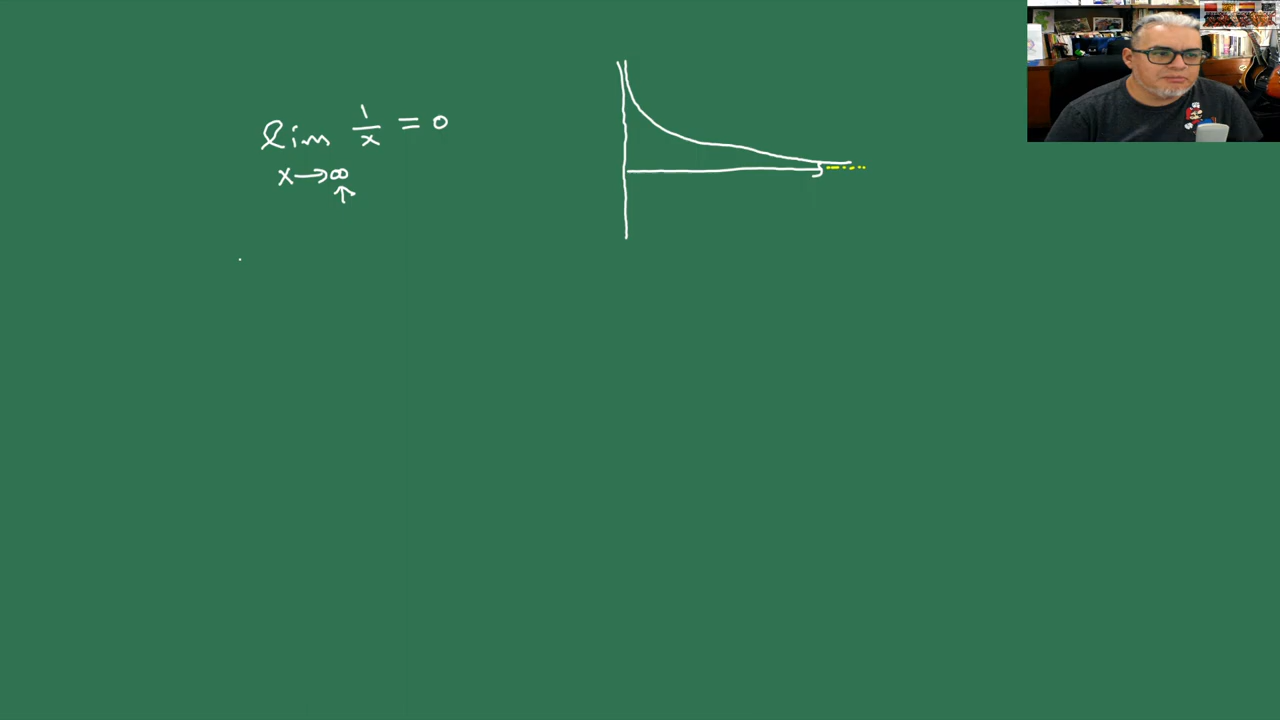 lim 1/x = 0
x→∞
↑